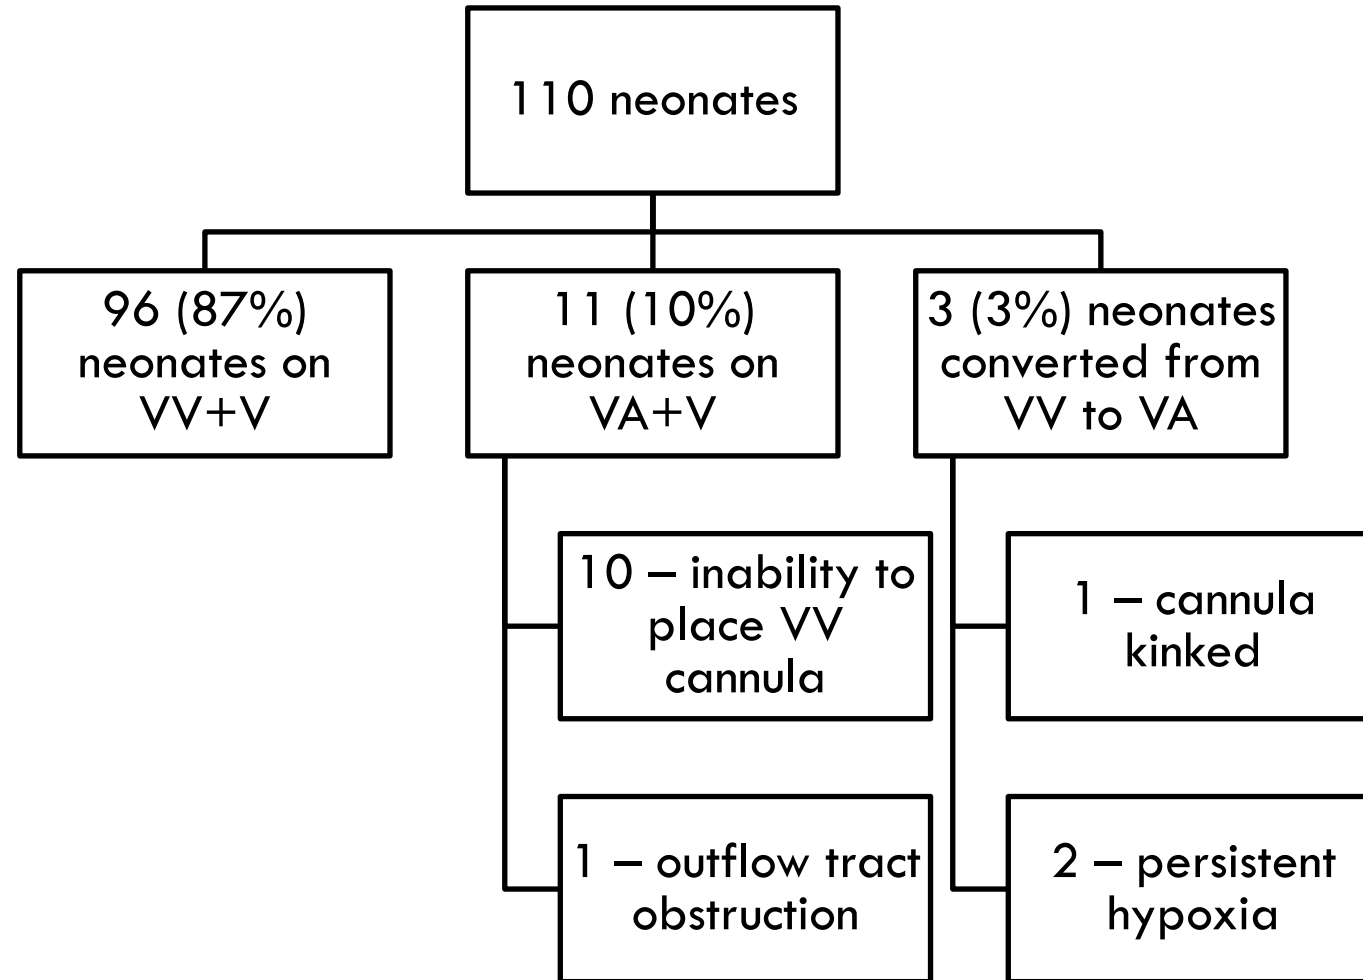 110 neonates
96 (87%)
neonates on
VV+V
11 (10%)
neonates on
VA+V
3 (3%) neonates
converted from
VV to VA
10 – inability to
place VV
cannula
1 – cannula
kinked
1 – outflow tract
obstruction
2 – persistent
hypoxia